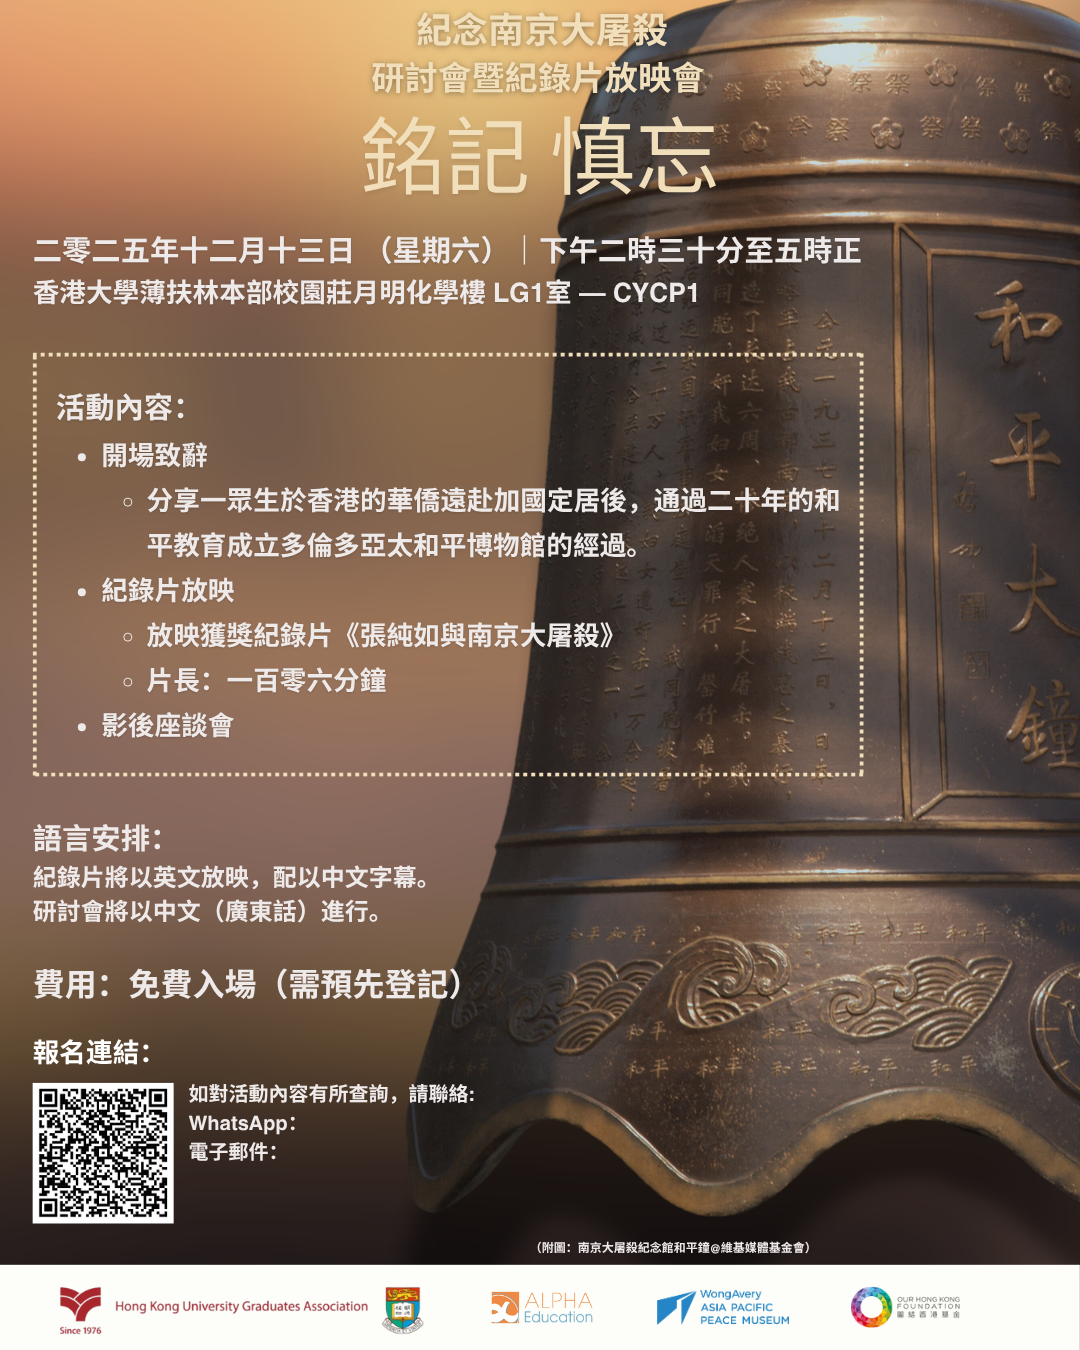 紀念南京大屠殺
研討會暨紀錄片放映會
銘記 慎忘
二零二五年十二月十三日 （星期六）｜下午二時三十分至五時正
香港大學薄扶林本部校園莊月明化學樓 LG1室 — CYCP1
活動內容：
• 開場致辭
○ 分享一眾生於香港的華僑遠赴加國定居後，通過二十年的和
平教育成立多倫多亞太和平博物館的經過。
• 紀錄片放映
○ 放映獲獎紀錄片《張純如與南京大屠殺》
○ 片長：一百零六分鐘
• 影後座談會
語言安排：
紀錄片將以英文放映，配以中文字幕。
研討會將以中文（廣東話）進行。
費用：免費入場（需預先登記）
報名連結：
如對活動內容有所查詢，請聯絡:
WhatsApp：
電子郵件：
和平大鐘
（附圖：南京大屠殺紀念館和平鐘@維基媒體基金會）
Hong Kong University Graduates Association
Since 1976
ALPHA
Education
WongAvery
ASIA PACIFIC
PEACE MUSEUM
OUR HONG KONG
FOUNDATION
團結香港基金